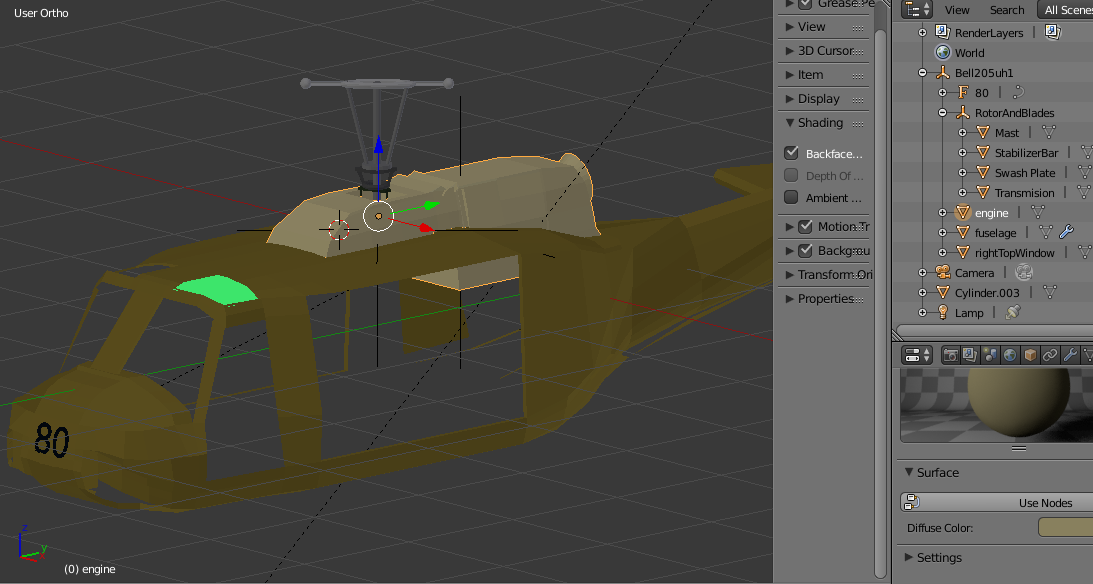 User Ortho
80
z
y
(0) engine
Grease Pe
View
3D Cursor
Item
Display
Shading
Backface...
Depth Of ...
Ambient ...
Motion Tr
Backgrou
Transform Ori
Properties
View Search All Scenes
RenderLayers
World
Bell205uh1
80
RotorAndBlades
Mast
StabilizerBar
Swash Plate
Transmision
engine
fuselage
rightTopWindow
Camera
Cylinder.003
Lamp
Surface
Use Nodes
Diffuse Color:
Settings